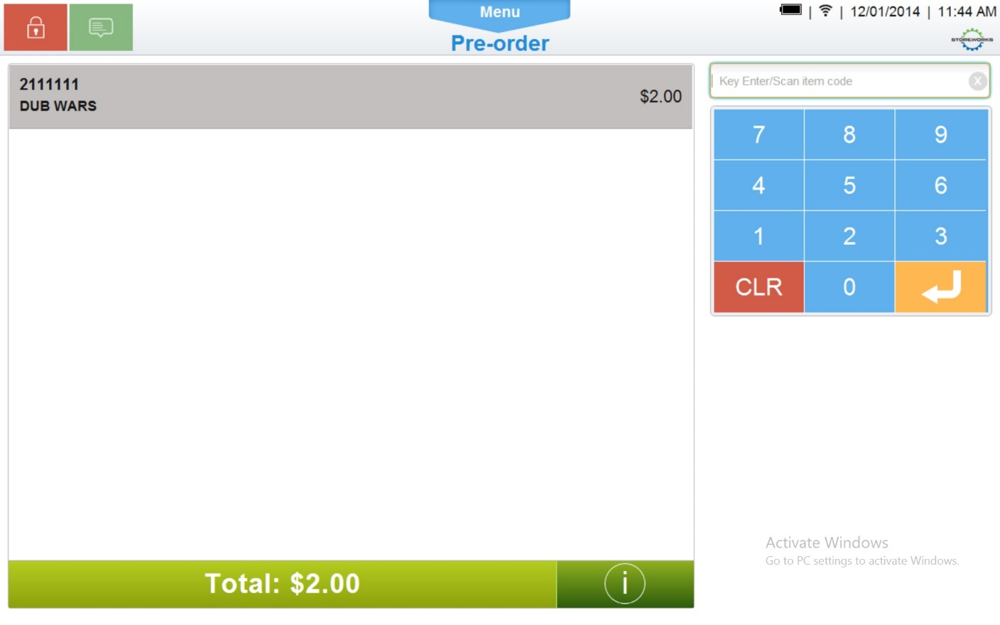 Menu
Pre-order
| | 12/01/2014 | 11:44 AM
STOREWORKS
2111111
DUB WARS
$2.00
Key Enter/Scan item code
X
7 8 9
4 5 6
1 2 3
CLR 0
Activate Windows
Go to PC settings to activate Windows.
Total: $2.00
i